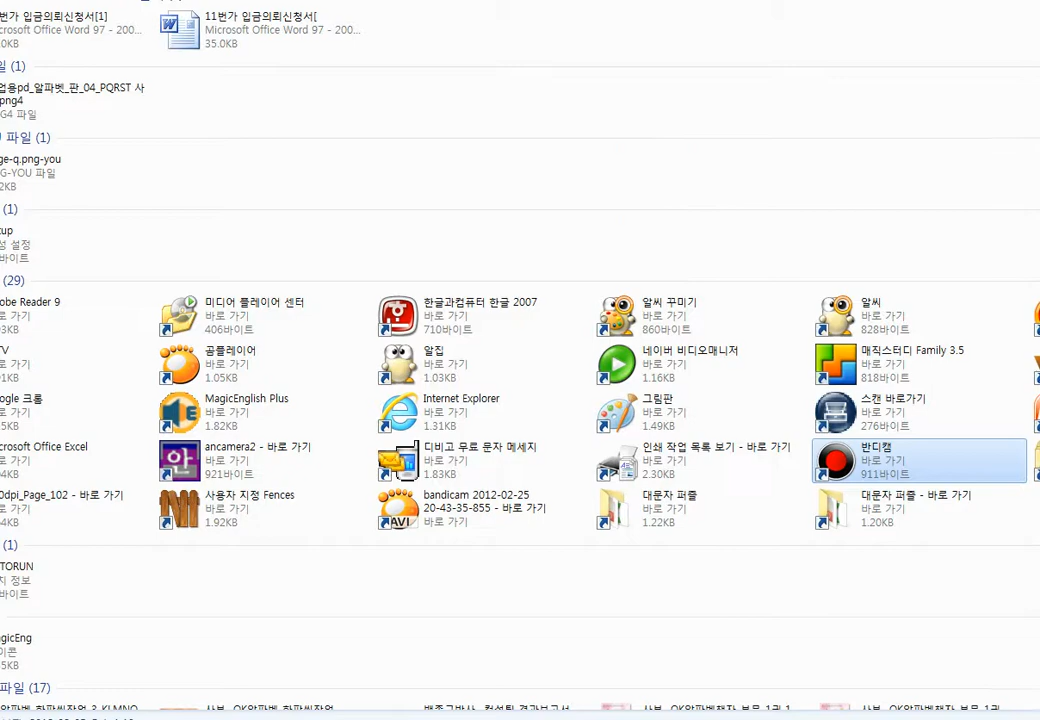 번가 입금의뢰신청서[1]
crosoft Office Word 97 - 200...
0KB
11번가 입금의뢰신청서[
Microsoft Office Word 97 - 200...
35.0KB
일 (1)
업용pd_알파벳_판_04_PQRST 사
png4
G4 파일
파일 (1)
ge-q.png-you
G-YOU 파일
2KB
(1)
tup
성 설정
바이트
(29)
obe Reader 9
로 가기
93KB
미디어 플레이어 센터
바로 가기
406바이트
한글과컴퓨터 한글 2007
바로 가기
710바이트
알씨 꾸미기
바로 가기
860바이트
알씨
바로 가기
828바이트
TV
로 가기
91KB
곰플레이어
바로 가기
1.05KB
알집
바로 가기
1.03KB
네이버 비디오매니저
바로 가기
1.16KB
매직스터디 Family 3.5
바로 가기
818바이트
ogle 크롬
로 가기
95KB
MagicEnglish Plus
바로 가기
1.82KB
Internet Explorer
바로 가기
1.31KB
그림판
바로 가기
1.49KB
스캔 바로가기
바로 가기
276바이트
crosoft Office Excel
로 가기
04KB
ancamera2 - 바로 가기
바로 가기
921바이트
디비고 무료 문자 메세지
바로 가기
1.83KB
인쇄 작업 목록 보기 - 바로 가기
바로 가기
2.30KB
반디캠
바로 가기
911바이트
0dpi_Page_102 - 바로 가기
로 가기
64KB
사용자 지정 Fences
바로 가기
1.92KB
bandicam 2012-02-25
20-43-35-855 - 바로 가기
바로 가기
대문자 퍼즐
바로 가기
1.22KB
대문자 퍼즐 - 바로 가기
바로 가기
1.20KB
(1)
TORUN
치 정보
바이트
agicEng
이콘
5KB
파일 (17)